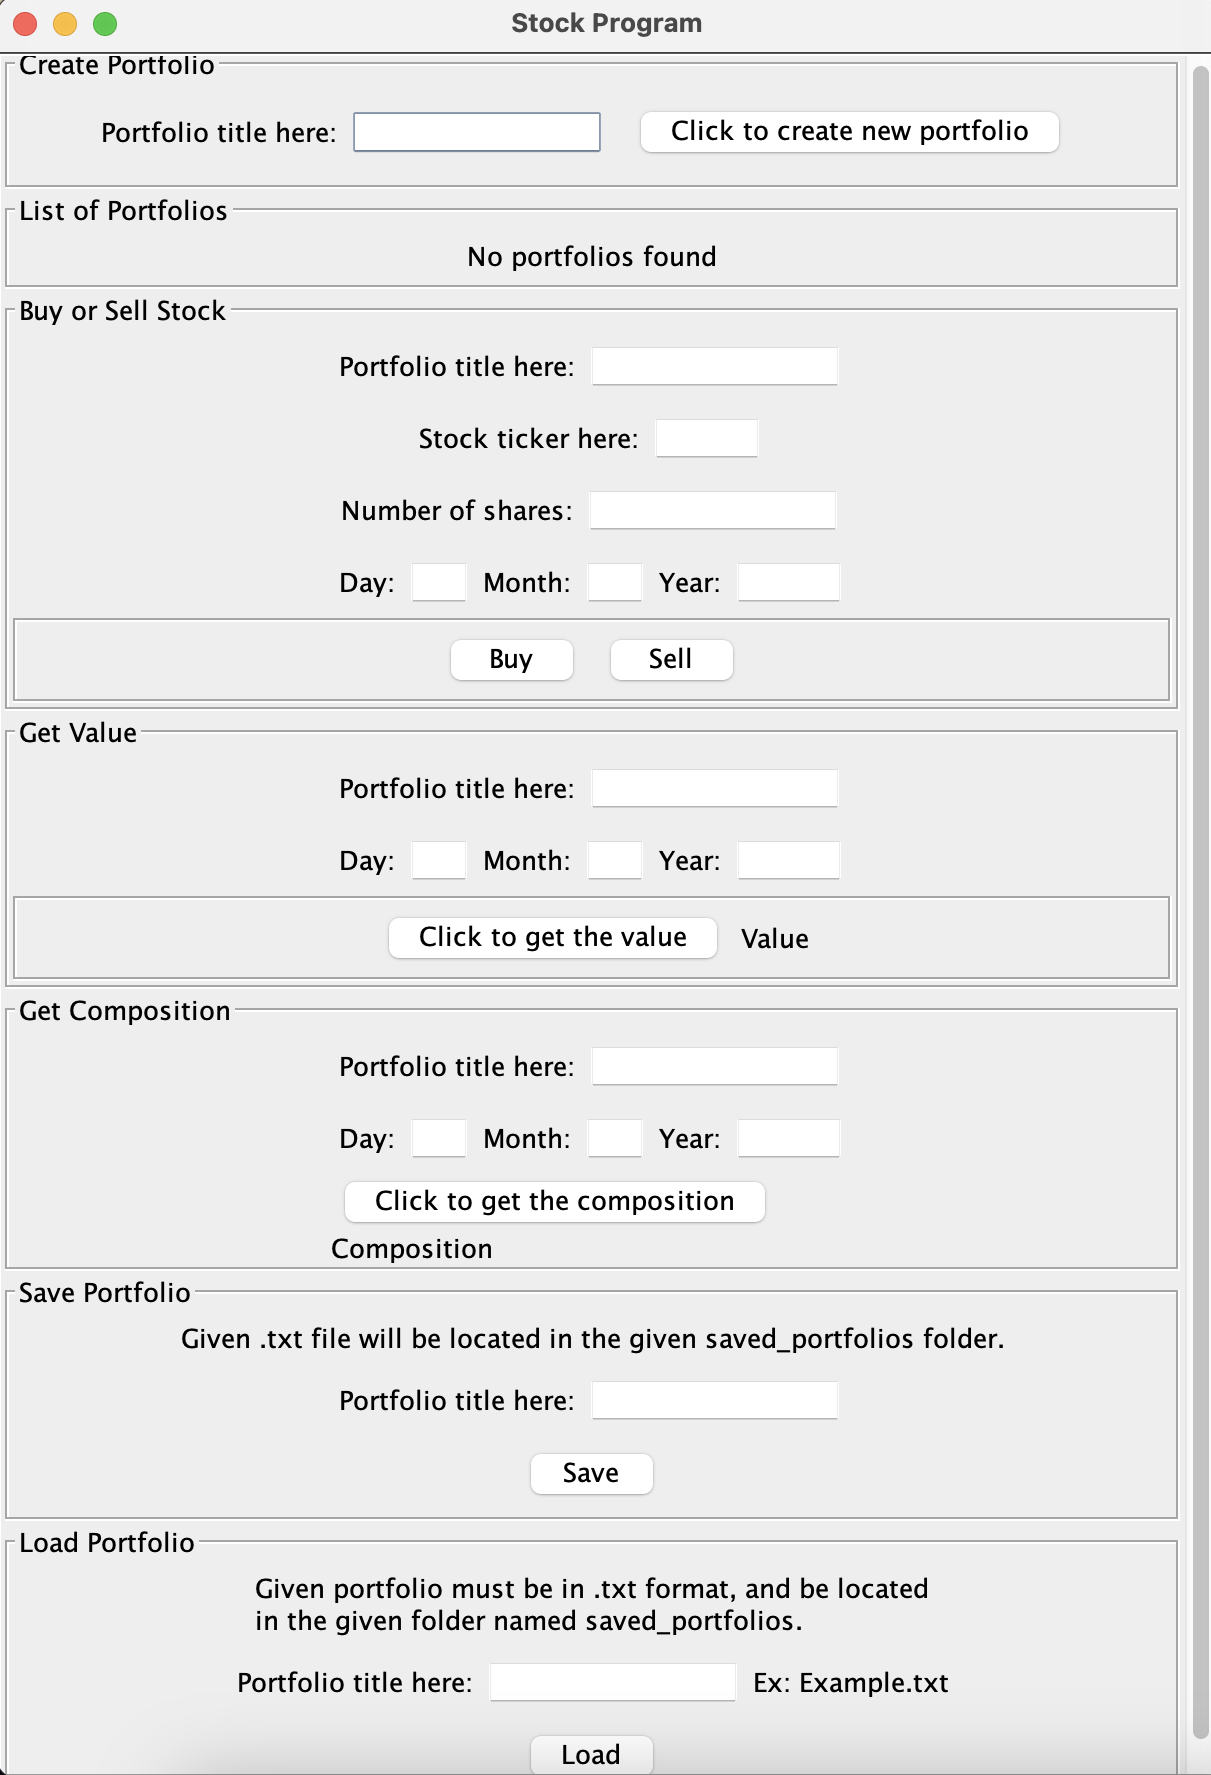 Stock Program
Create Portfolio
Portfolio title here:
Click to create new portfolio
List of Portfolios
No portfolios found
Buy or Sell Stock
Portfolio title here:
Stock ticker here:
Number of shares:
Day: Month: Year:
Buy Sell
Get Value
Portfolio title here:
Day: Month: Year:
Click to get the value Value
Get Composition
Portfolio title here:
Day: Month: Year:
Click to get the composition
Composition
Save Portfolio
Given .txt file will be located in the given saved_portfolios folder.
Portfolio title here:
Save
Load Portfolio
Given portfolio must be in .txt format, and be located
in the given folder named saved_portfolios.
Portfolio title here: Ex: Example.txt
Load